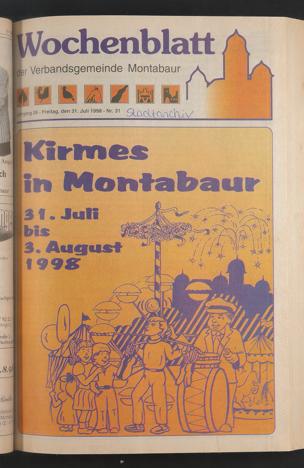 Wochenblatt
der Verbandsgemeinde Montabaur
Freitag, den 31. Juli 1998 - Nr. 31
Stadtarchiv
Kirmes
in Montabaur
31. Juli
bis
3. August
1998